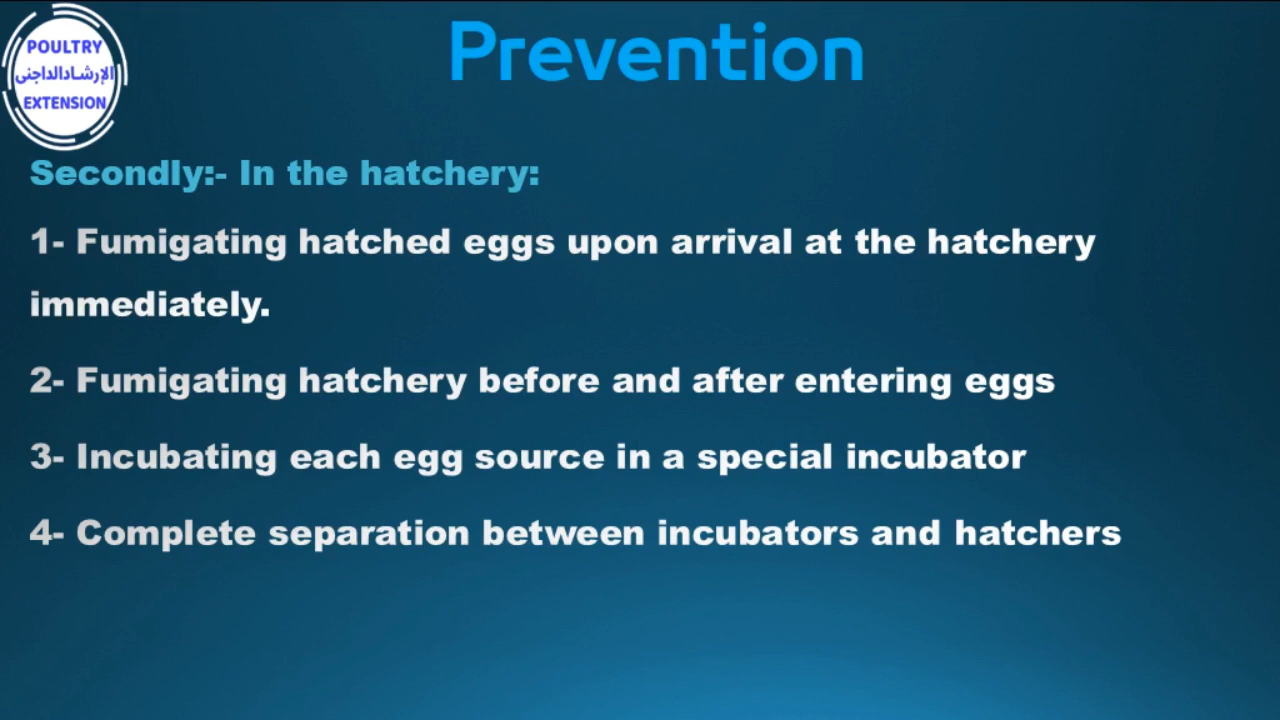 POULTRY
الإرشادالداجنى
EXTENSION
Prevention
Secondly:- In the hatchery:
1- Fumigating hatched eggs upon arrival at the hatchery
immediately.
2- Fumigating hatchery before and after entering eggs
3- Incubating each egg source in a special incubator
4- Complete separation between incubators and hatchers